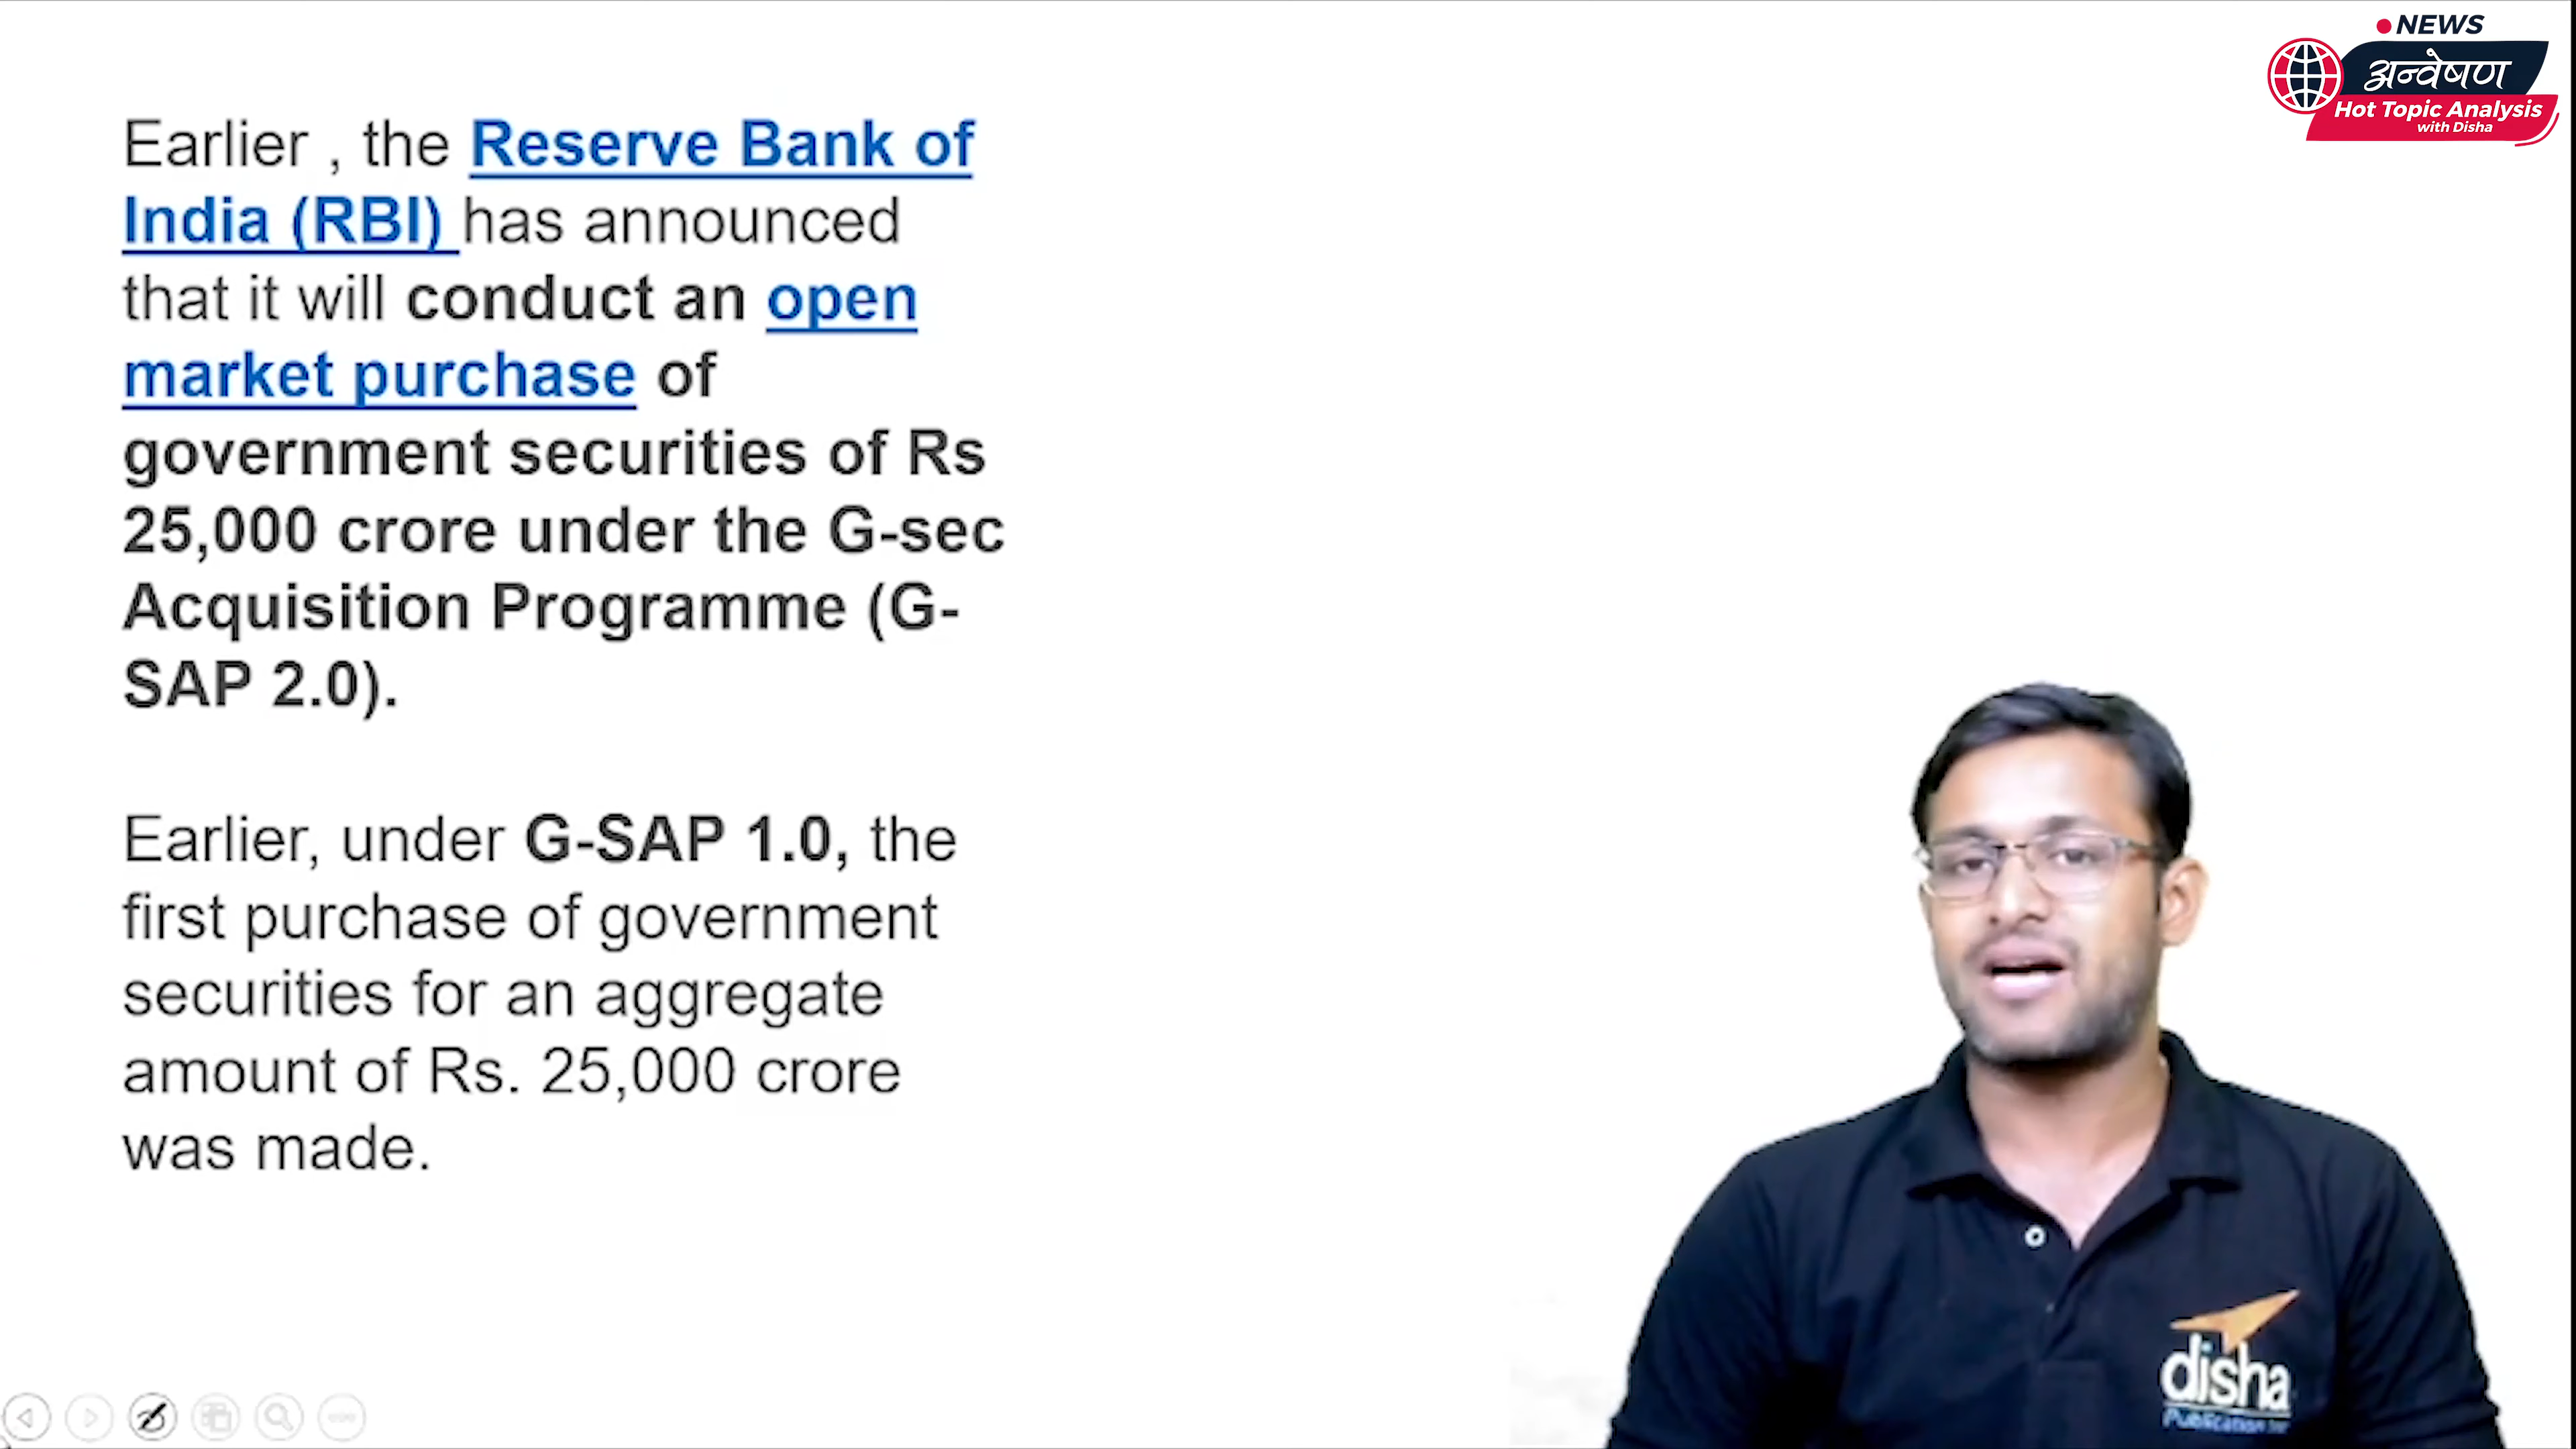 NEWS
अन्वेषण
Hot Topic Analysis
with Disha
Earlier , the Reserve Bank of
India (RBI) has announced
that it will conduct an open
market purchase of
government securities of Rs
25,000 crore under the G-sec
Acquisition Programme (G-
SAP 2.0).
Earlier, under G-SAP 1.0, the
first purchase of government
securities for an aggregate
amount of Rs. 25,000 crore
was made.
disha
Publication